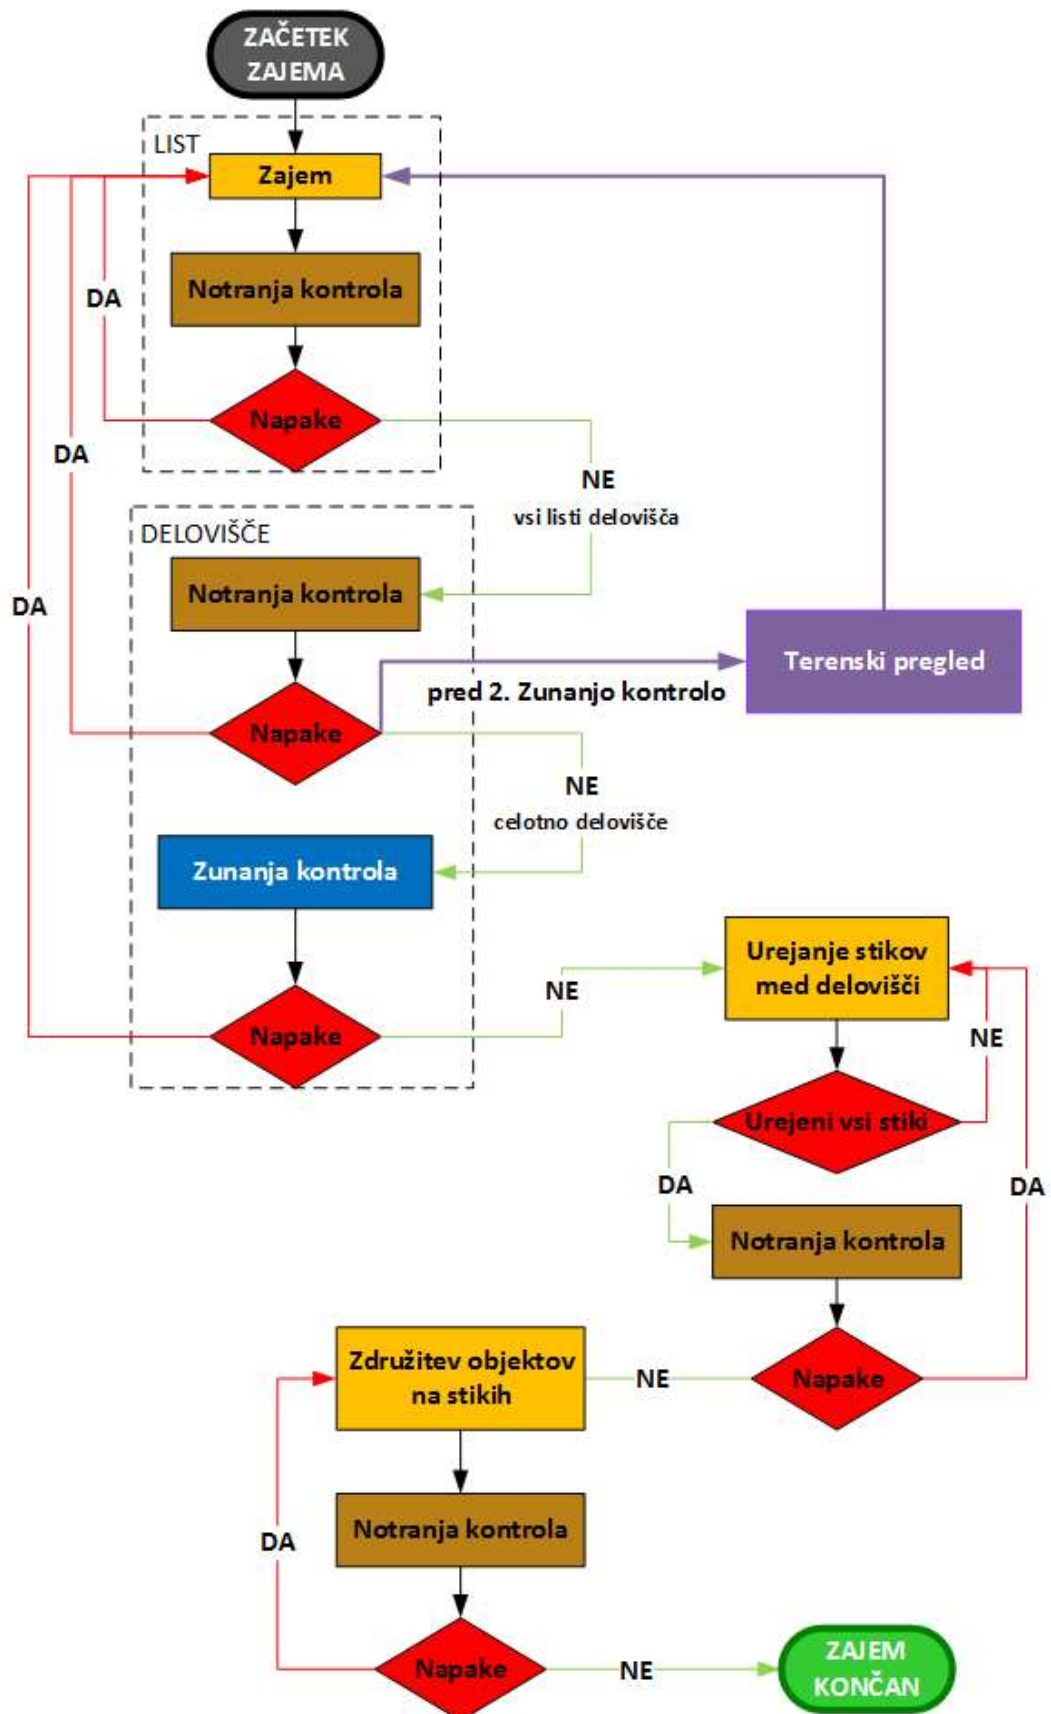 ZAČETEK
ZAJEMA
LIST
Zajem
Notranja kontrola
DA
Napake
DA
NE
vsi listi delovišča
DELOVIŠČE
Notranja kontrola
DA
Terenski pregled
pred 2. Zunanjo kontrolo
Napake
NE
celotno delovišče
Zunanja kontrola
Urejanje stikov
med delovišči
NE
Napake
NE
Urejeni vsi stiki
DA
DA
Notranja kontrola
Združitev objektov
na stikih
NE
Napake
Notranja kontrola
DA
Napake
NE
ZAJEM
KONČAN